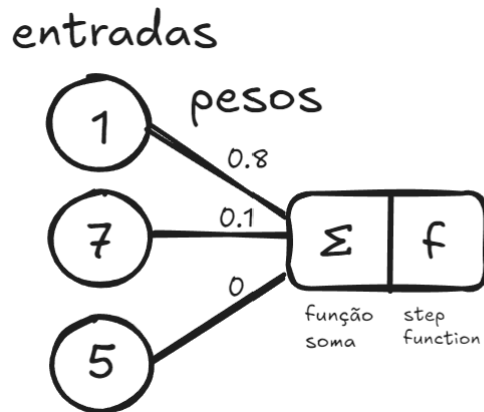 entradas
pesos
1
0.8
7
0.1
Σ
f
0
5
função
soma
step
function